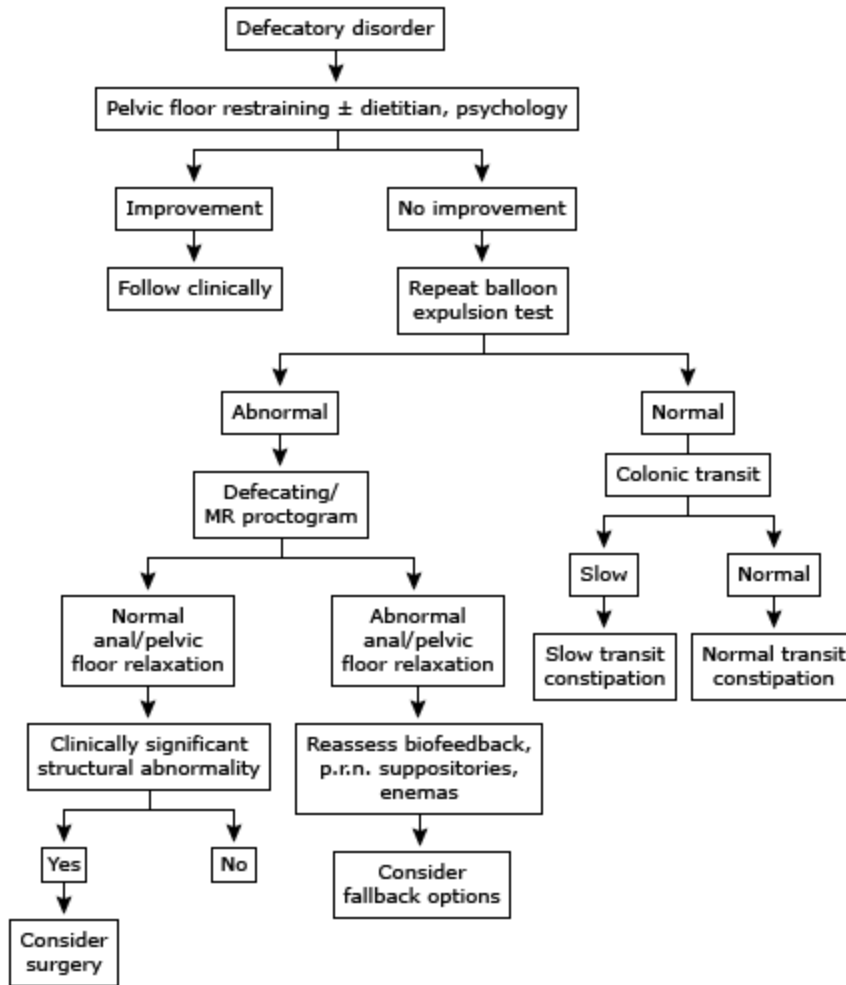 Defecatory disorder
Pelvic floor restraining ± dietitian, psychology
Improvement
No improvement
Follow clinically
Repeat balloon
expulsion test
Abnormal
Normal
Defecating/
MR proctogram
Colonic transit
Slow
Normal
Normal
anal/pelvic
floor relaxation
Abnormal
anal/pelvic
floor relaxation
Slow transit
constipation
Normal transit
constipation
Clinically significant
structural abnormality
Reassess biofeedback,
p.r.n. suppositories,
enemas
Yes
No
Consider
fallback options
Consider
surgery